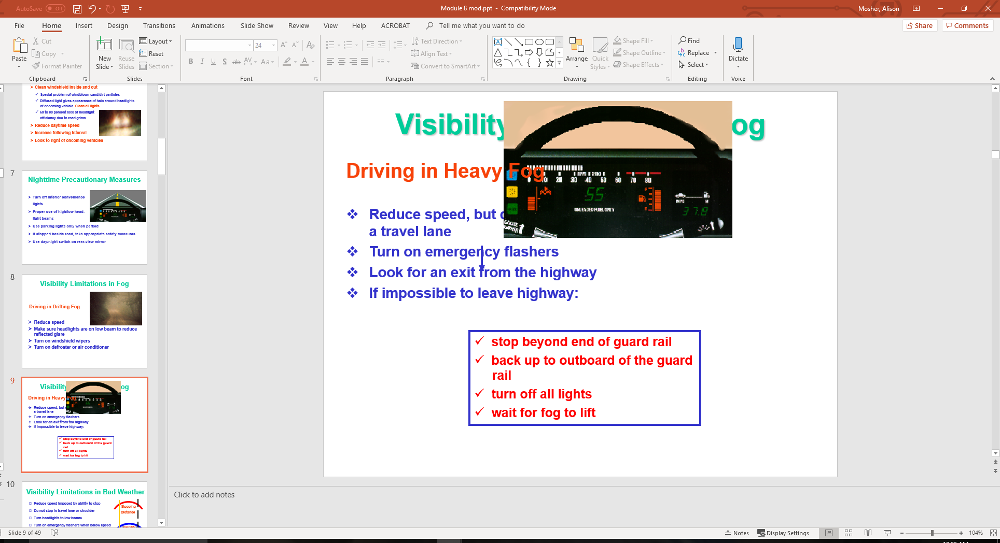 AutoSave Off
Module 8 mod.ppt - Compatibility Mode
Mosher, Alison
File Home Insert Design Transitions Animations Slide Show Review View Help ACROBAT Tell me what you want to do
Share Comments
Paste
Cut
Copy
Format Painter
Clipboard
New Slide
Reuse Slides
Layout
Reset
Section
Slides
24
B I U S ab AV Aa A
Font
Text Direction
Align Text
Convert to SmartArt
Paragraph
Arrange
Quick Styles
Shape Fill
Shape Outline
Shape Effects
Drawing
Find
Replace
Select
Editing
Dictate
Voice
Clean windshield inside and out
Special problem of windblown sand/dirt particles
Diffused light gives appearance of halo around headlights
of oncoming vehicle. Clean all lights.
50 to 90 percent loss of headlight
efficiency due to road grime
Reduce daytime speed
Increase following interval
Look to right of oncoming vehicles
7
Nighttime Precautionary Measures
Turn off interior convenience
lights
Proper use of high/low head-
light beams
Use parking lights only when parked
If stopped beside road, take appropriate safety measures
Use day/night switch on rear-view mirror
8
Visibility Limitations in Fog
Driving in Drifting Fog
Reduce speed
Make sure headlights are on low beam to reduce
reflected glare
Turn on windshield wipers
Turn on defroster or air conditioner
9
Visibility og
Driving in Heavy Fog
Reduce speed, but
a travel lane
Turn on emergency flashers
Look for an exit from the highway
If impossible to leave highway:
stop beyond end of guard rail
back up to outboard of the guard
rail
turn off all lights
wait for fog to lift
10
Visibility Limitations in Bad Weather
Reduce speed imposed by ability to stop
Do not stop in travel lane or shoulder
Turn headlights to low beams
Turn on emergency flashers when below speed
Stopping
Distance
Visibility og
Driving in Heavy Fog
Reduce speed, but
a travel lane
Turn on emergency flashers
Look for an exit from the highway
If impossible to leave highway:
stop beyond end of guard rail
back up to outboard of the guard
rail
turn off all lights
wait for fog to lift
0 10 20 30 40 50 60 70 80
55
UNLEADED FUEL ONLY
37.8
Click to add notes
Slide 9 of 49
Notes Display Settings 104%